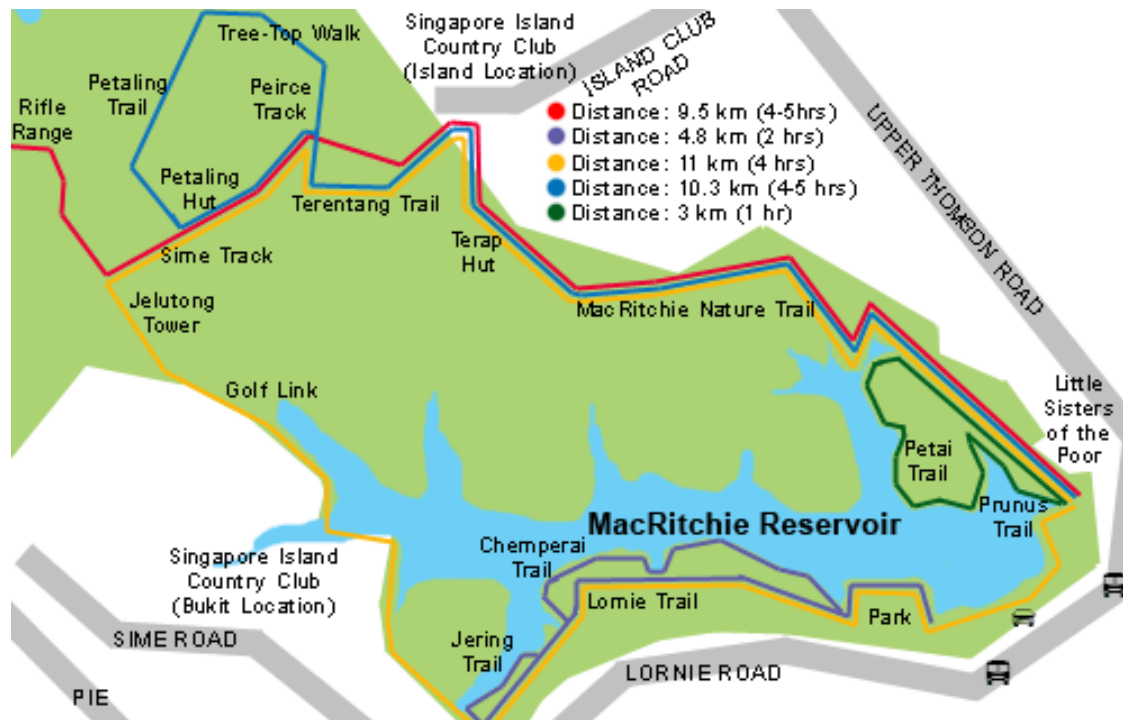 Singapore Island
Country Club
(Island Location)
Tree-Top Walk
ISLAND CLUB
ROAD
Petaling
Trail
Peirce
Track
Rifle
Range
Distance: 9.5 km (4-5hrs)
Distance: 4.8 km (2 hrs)
Distance: 11 km (4 hrs)
Distance: 10.3 km (4-5 hrs)
Distance: 3 km (1 hr)
UPPER THOMSON ROAD
Petaling
Hut
Terentang Trail
Sime Track
Terap
Hut
Jelutong
Tower
MacRitchie Nature Trail
Golf Link
Little
Sisters
of the
Poor
Petai
Trail
Prunus
Trail
MacRitchie Reservoir
Chemperai
Trail
Singapore Island
Country Club
(Bukit Location)
Lornie Trail
Park
Jering
Trail
SIME ROAD
LORNIE ROAD
PIE